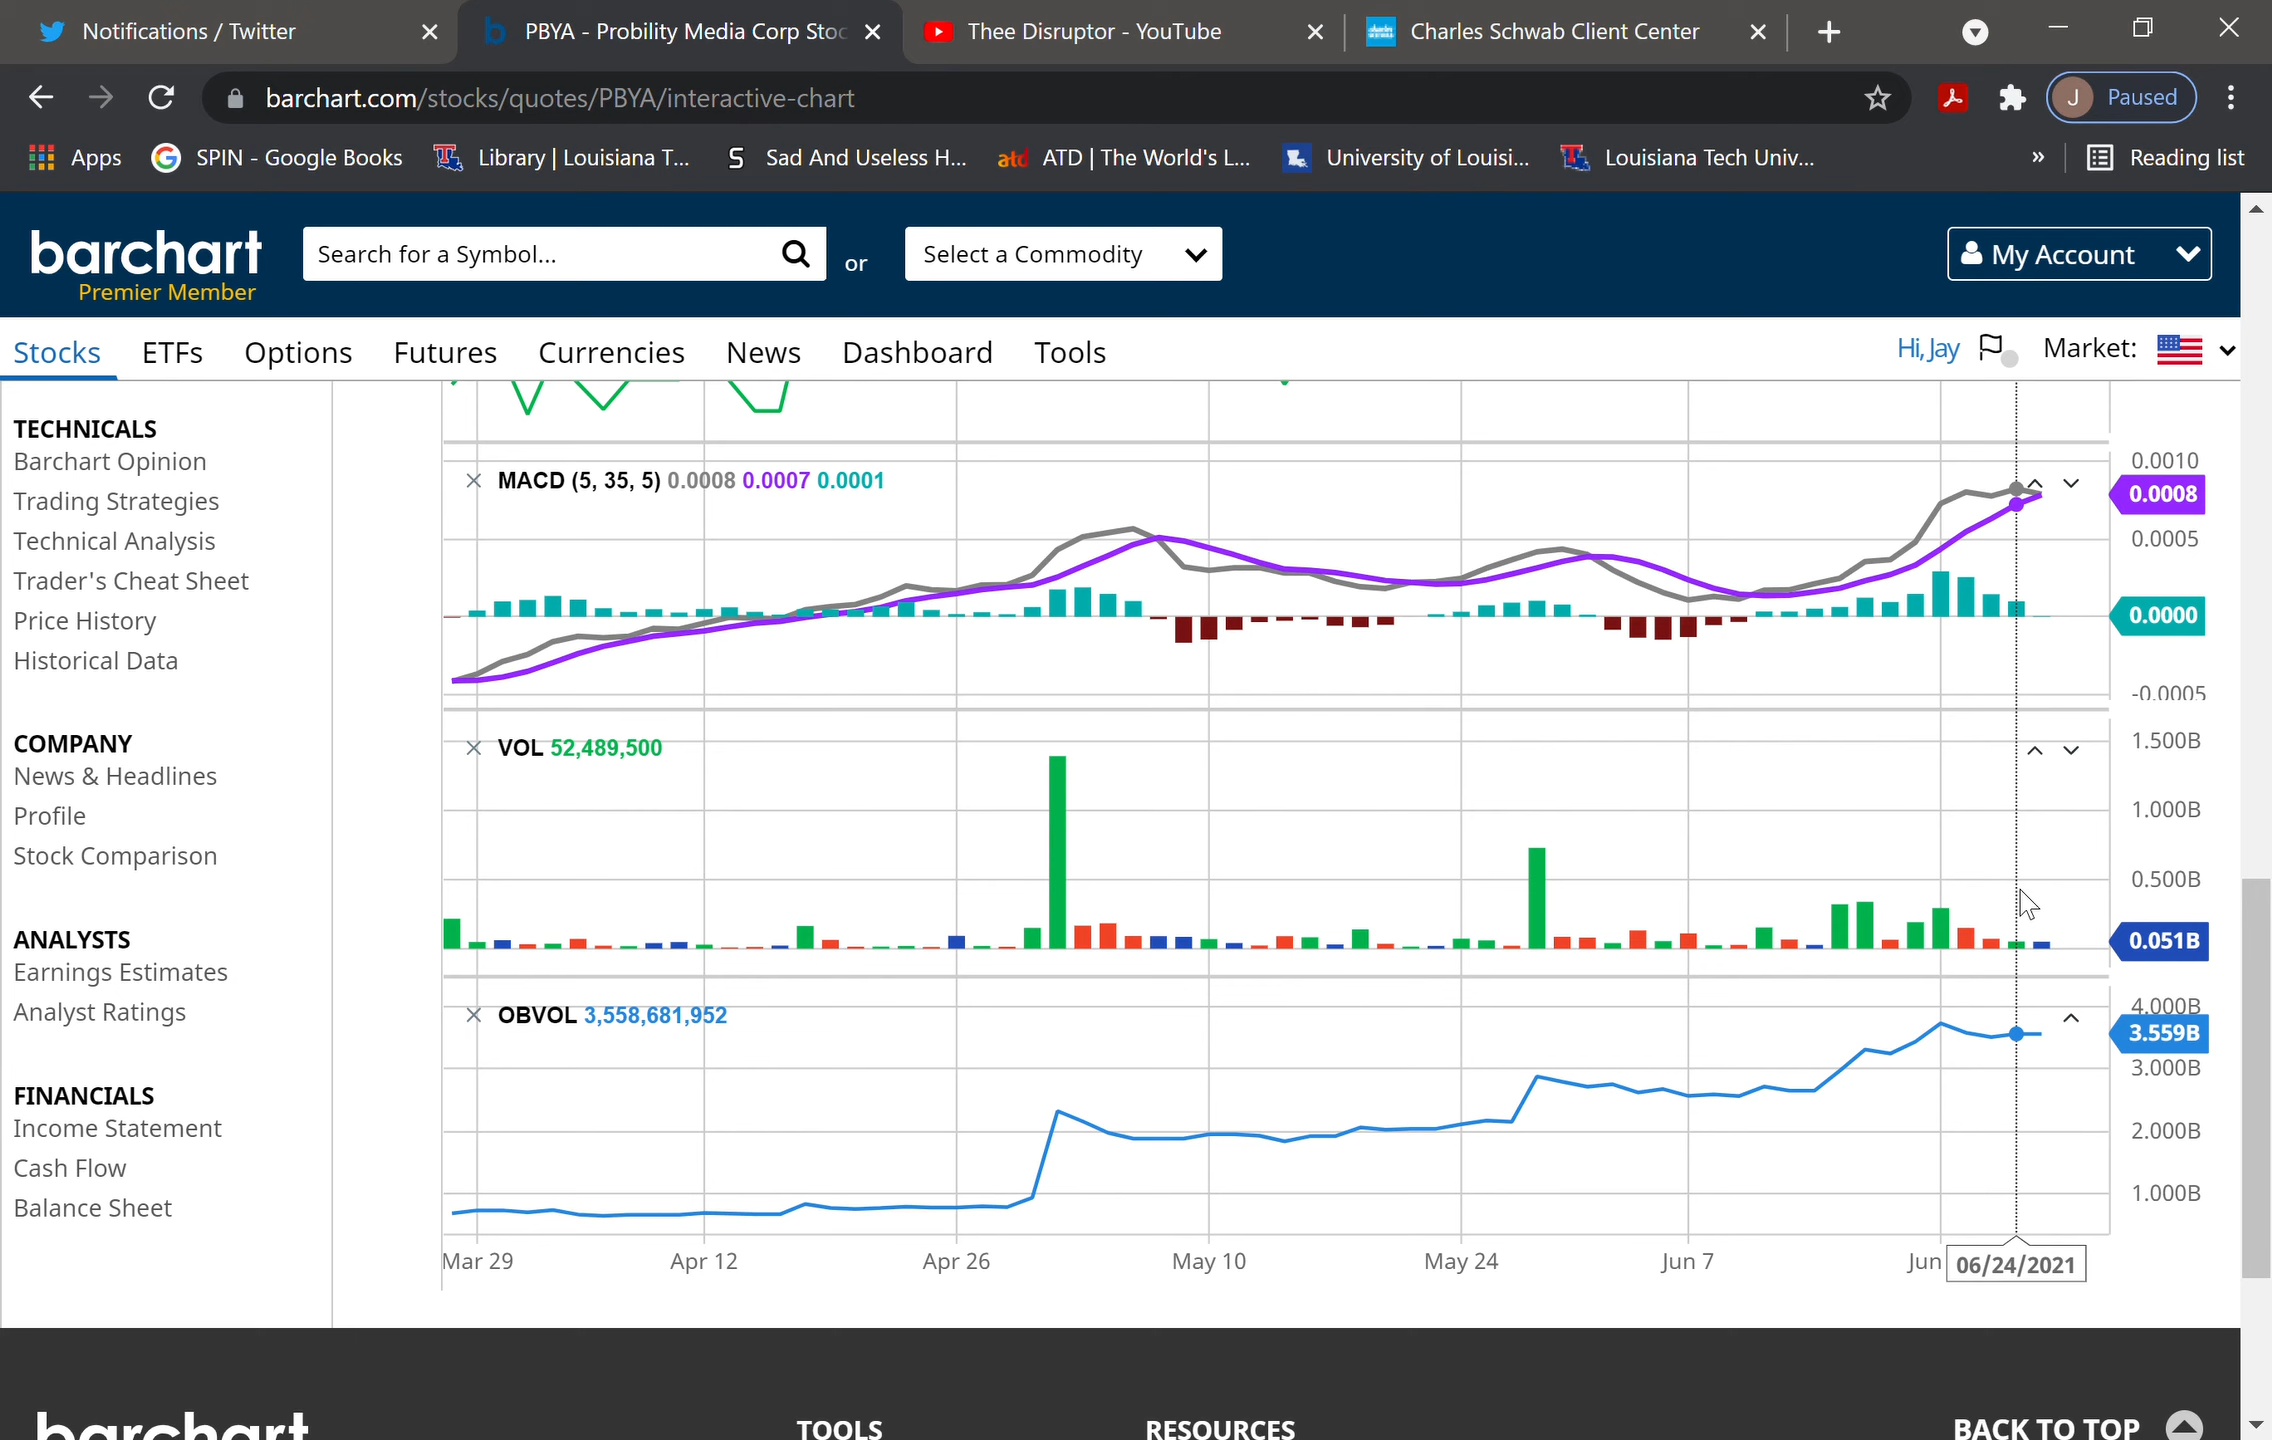 Notifications / Twitter
PBYA - Probility Media Corp Stoc
Thee Disruptor - YouTube
Charles Schwab Client Center
barchart.com/stocks/quotes/PBYA/interactive-chart
J Paused
Apps
SPIN - Google Books
Library | Louisiana T...
S Sad And Useless H...
atd ATD | The World's L...
University of Louisi...
Louisiana Tech Univ...
»
Reading list
barchart
Premier Member
Search for a Symbol...
or
Select a Commodity
My Account
Stocks
ETFs
Options
Futures
Currencies
News
Dashboard
Tools
Hi, Jay
Market:
TECHNICALS
Barchart Opinion
Trading Strategies
Technical Analysis
Trader's Cheat Sheet
Price History
Historical Data
COMPANY
News & Headlines
Profile
Stock Comparison
ANALYSTS
Earnings Estimates
Analyst Ratings
FINANCIALS
Income Statement
Cash Flow
Balance Sheet
MACD (5, 35, 5) 0.0008 0.0007 0.0001
0.0010
0.0008
0.0005
0.0000
-0.0005
VOL 52,489,500
1.500B
1.000B
0.500B
0.051B
OBVOL 3,558,681,952
4.000B
3.559B
3.000B
2.000B
1.000B
Mar 29
Apr 12
Apr 26
May 10
May 24
Jun 7
Jun
06/24/2021
barchart
TOOLS
RESOURCES
BACK TO TOP